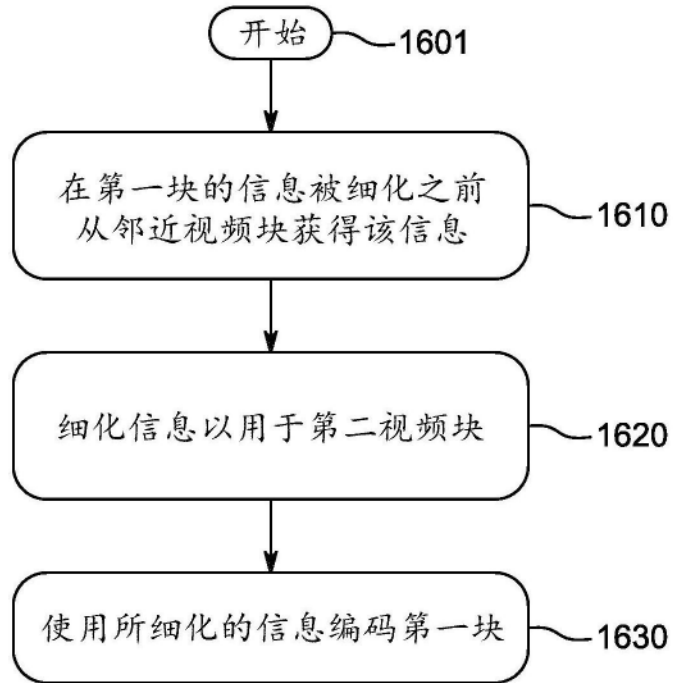 开始
1601
在第一块的信息被细化之前
从邻近视频块获得该信息
1610
细化信息以用于第二视频块
1620
使用所细化的信息编码第一块
1630